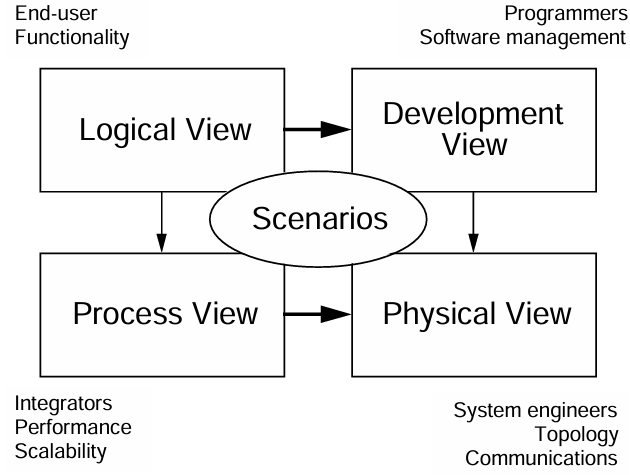 End-user
Functionality
Programmers
Software management
Logical View
Development
View
Scenarios
Process View
Physical View
Integrators
Performance
Scalability
System engineers
Topology
Communications